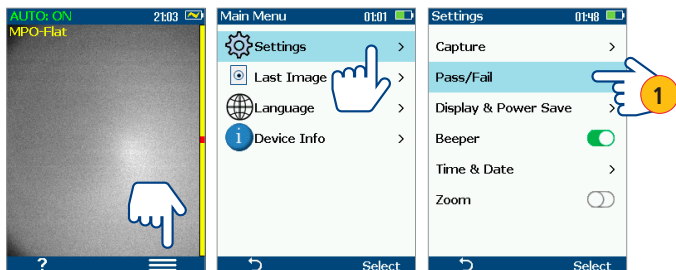 AUTO: ON 21:03
MPO-Flat
?
Main Menu 01:01
Settings >
Last Image >
Language >
i Device Info >
Select
Settings 01:48
Capture >
Pass/Fail
Display & Power Save >
Beeper
Time & Date >
Zoom
Select
1